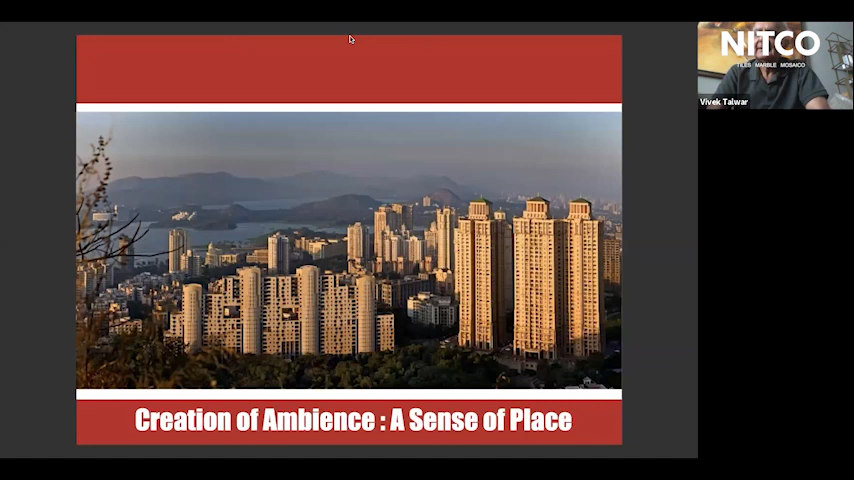 NITCO
TILES MARBLE MOSAICO
Vivek Talwar
Creation of Ambience : A Sense of Place